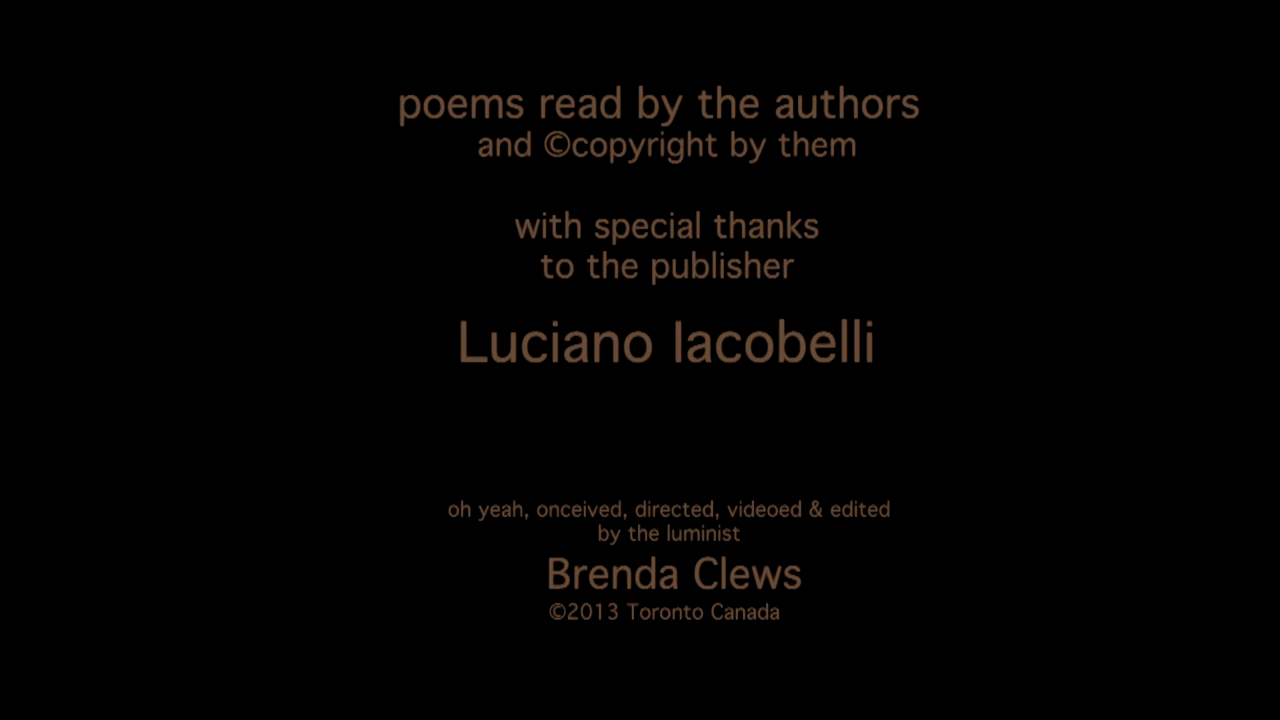 poems read by the authors
and ©copyright by them
with special thanks
to the publisher
Luciano Iacobelli
oh yeah, onceived, directed, videoed & edited
by the luminist
Brenda Clews
©2013 Toronto Canada